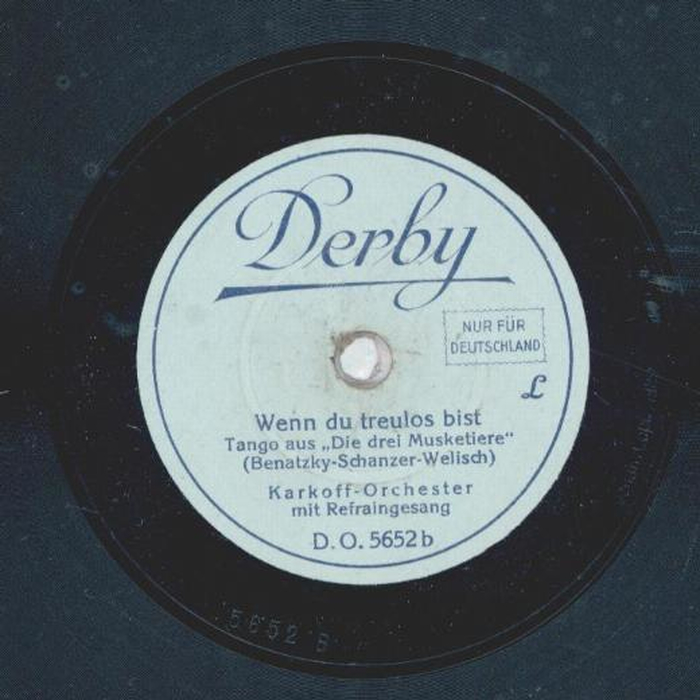 Derby
NUR FÜR
DEUTSCHLAND
L
Wenn du treulos bist
Tango aus „Die drei Musketiere"
(Benatzky-Schanzer-Welisch)
Karkoff-Orchester
mit Refraingesang
D.O. 5652 b
5652 B